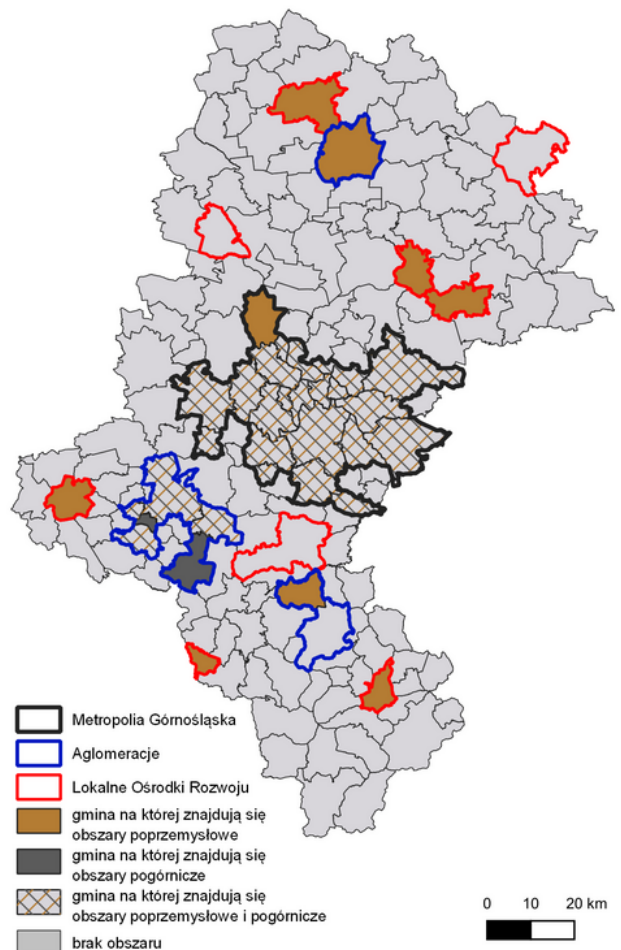 Metropolia Górnośląska
Aglomeracje
Lokalne Ośrodki Rozwoju
gmina na której znajdują się
obszary poprzemysłowe
gmina na której znajdują się
obszary pogórnicze
gmina na której znajdują się
obszary poprzemysłowe i pogórnicze
brak obszaru
0 10 20 km